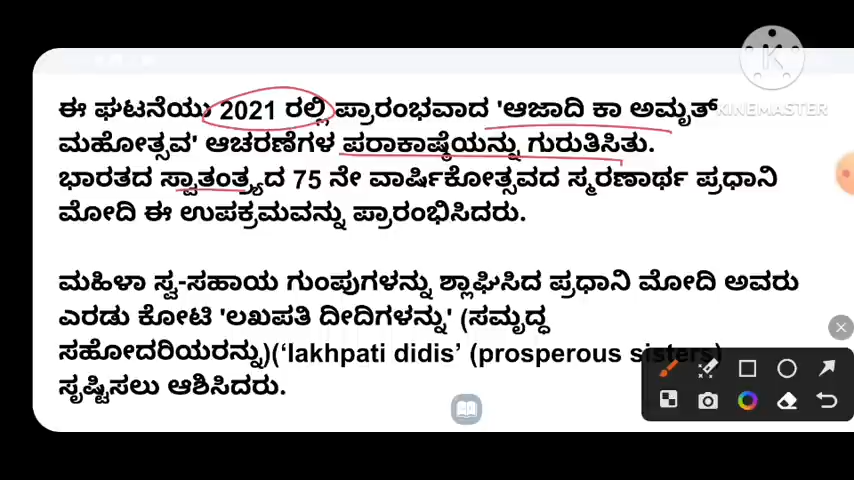 ಈ ಘಟನೆಯು 2021 ರಲ್ಲಿ ಪ್ರಾರಂಭವಾದ 'ಆಜಾದಿ ಕಾ ಅಮೃತ್
ಮಹೋತ್ಸವ' ಆಚರಣೆಗಳ ಪರಾಕಾಷ್ಠೆಯನ್ನು ಗುರುತಿಸಿತು.
ಭಾರತದ ಸ್ವಾತಂತ್ರ್ಯದ 75 ನೇ ವಾರ್ಷಿಕೋತ್ಸವದ ಸ್ಮರಣಾರ್ಥ ಪ್ರಧಾನಿ
ಮೋದಿ ಈ ಉಪಕ್ರಮವನ್ನು ಪ್ರಾರಂಭಿಸಿದರು.
ಮಹಿಳಾ ಸ್ವ-ಸಹಾಯ ಗುಂಪುಗಳನ್ನು ಶ್ಲಾಘಿಸಿದ ಪ್ರಧಾನಿ ಮೋದಿ ಅವರು
ಎರಡು ಕೋಟಿ 'ಲಖಪತಿ ದೀದಿಗಳನ್ನು' (ಸಮೃದ್ಧ
ಸಹೋದರಿಯರನ್ನು)(‘lakhpati didis’ (prosperous sisters)
ಸೃಷ್ಟಿಸಲು ಆಶಿಸಿದರು.
K
KINEMASTER